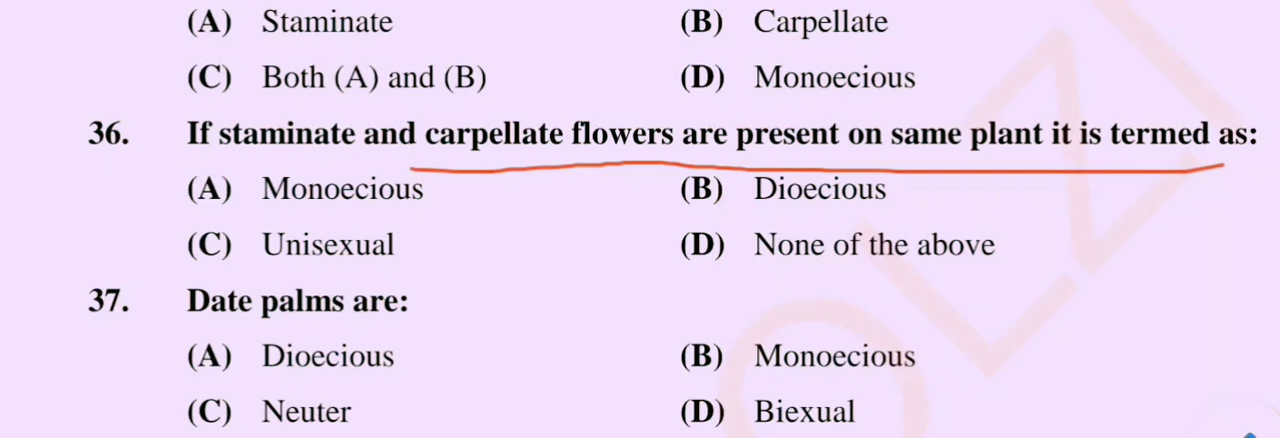 (A) Staminate (B) Carpellate
(C) Both (A) and (B) (D) Monoecious
36. If staminate and carpellate flowers are present on same plant it is termed as:
(A) Monoecious (B) Dioecious
(C) Unisexual (D) None of the above
37. Date palms are:
(A) Dioecious (B) Monoecious
(C) Neuter (D) Biexual